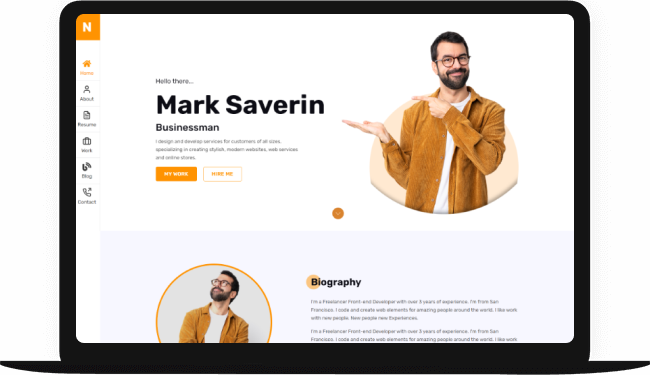 N
Home
About
Resume
Work
Blog
Contact
Hello there...
Mark Saverin
Businessman
I design and develop services for customers of all sizes,
specializing in creating stylish, modern websites, web services
and online stores.
MY WORK
HIRE ME
Biography
I'm a Freelancer Front-end Developer with over 3 years of experience. I'm from San
Francisco. I code and create web elements for amazing people around the world. I like work
with new people. New people new Experiences.
I'm a Freelancer Front-end Developer with over 3 years of experience. I'm from San
Francisco. I code and create web elements for amazing people around the world. I like work